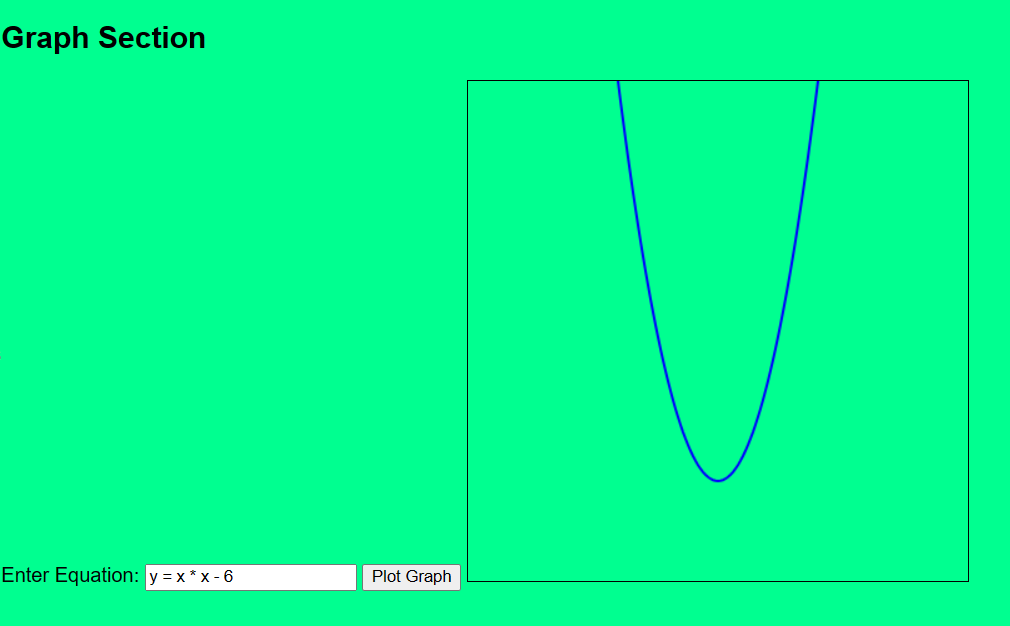 Graph Section
Enter Equation: y = x * x - 6 Plot Graph